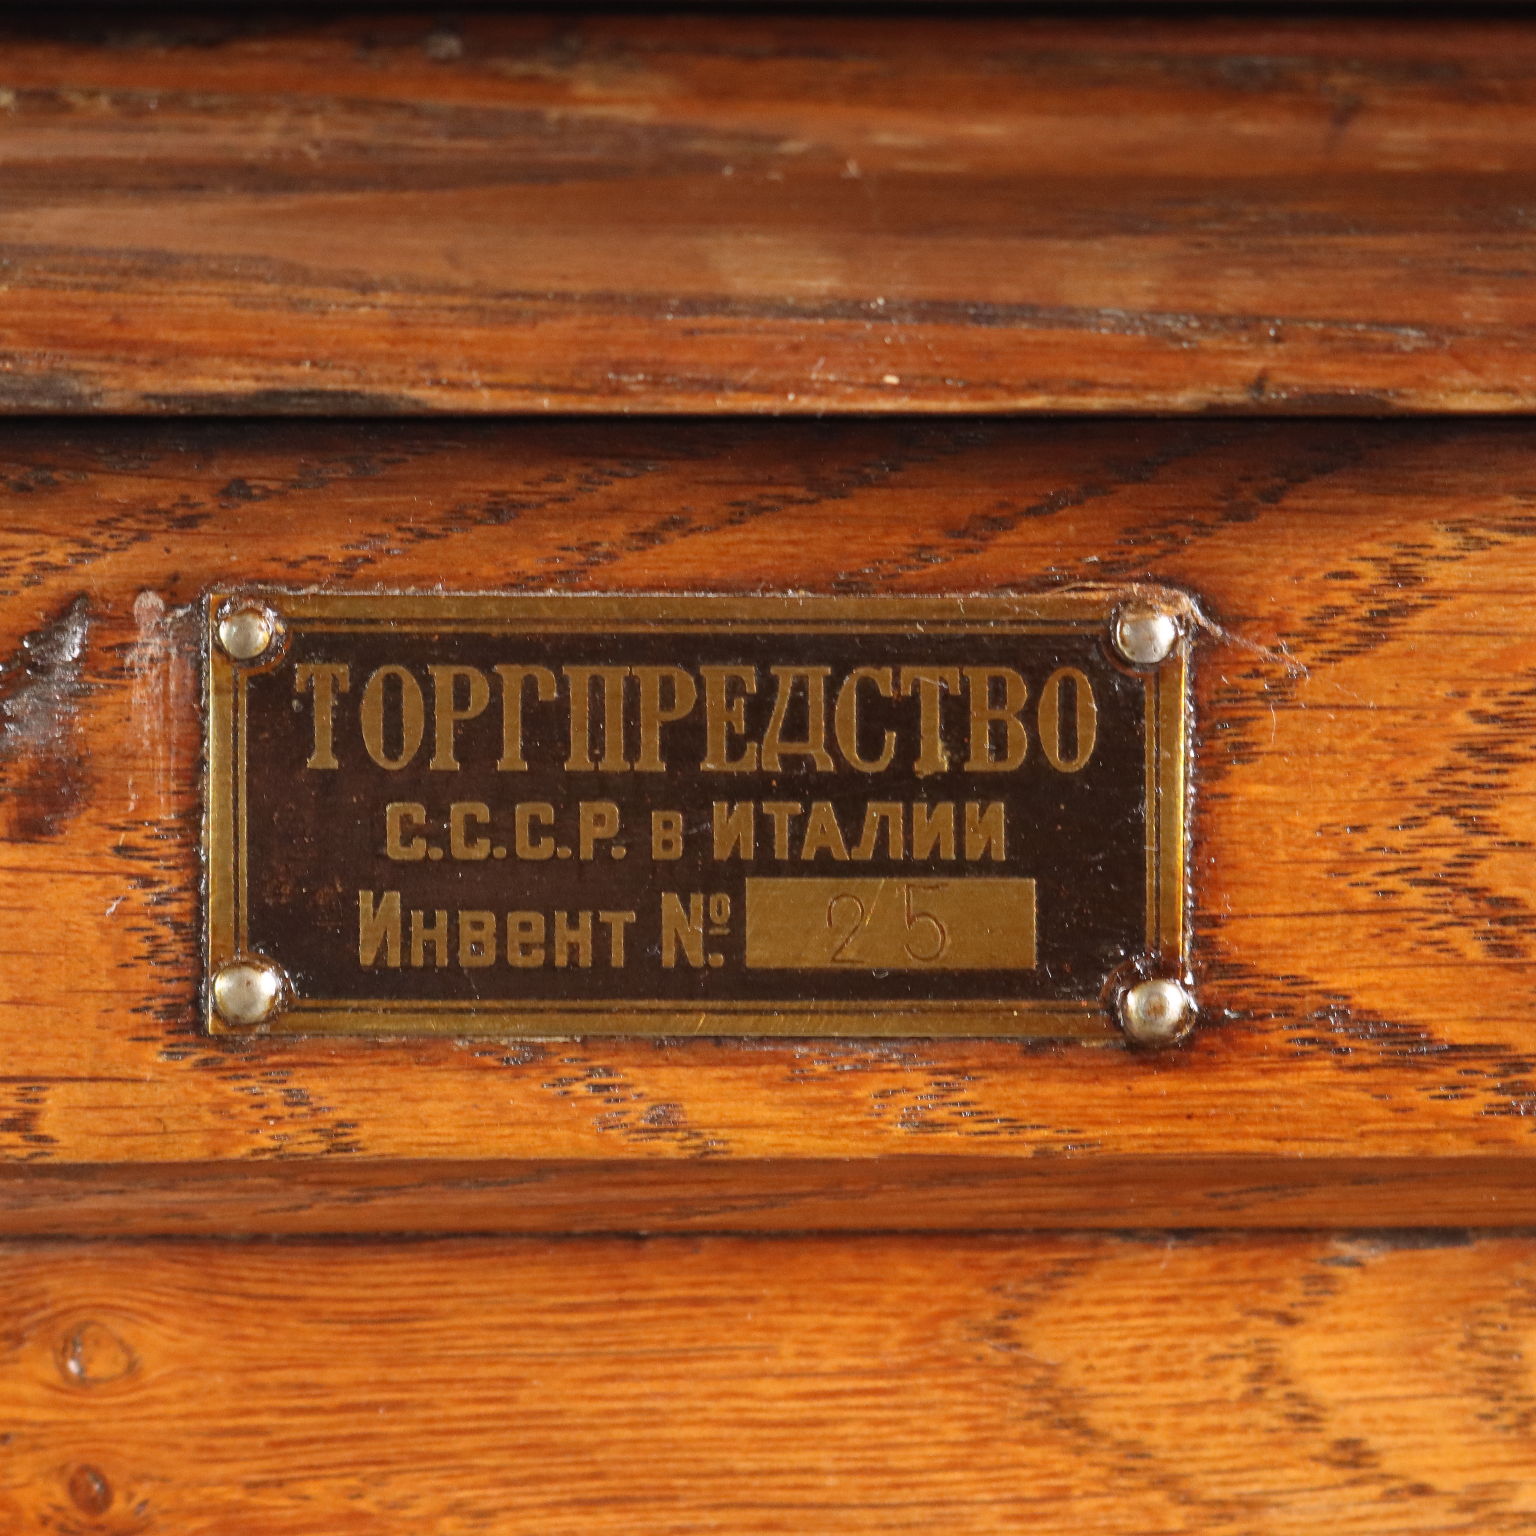 ТОРГПРЕДСТВО
С.С.С.Р. в ИТАЛИИ
Инвент № 25